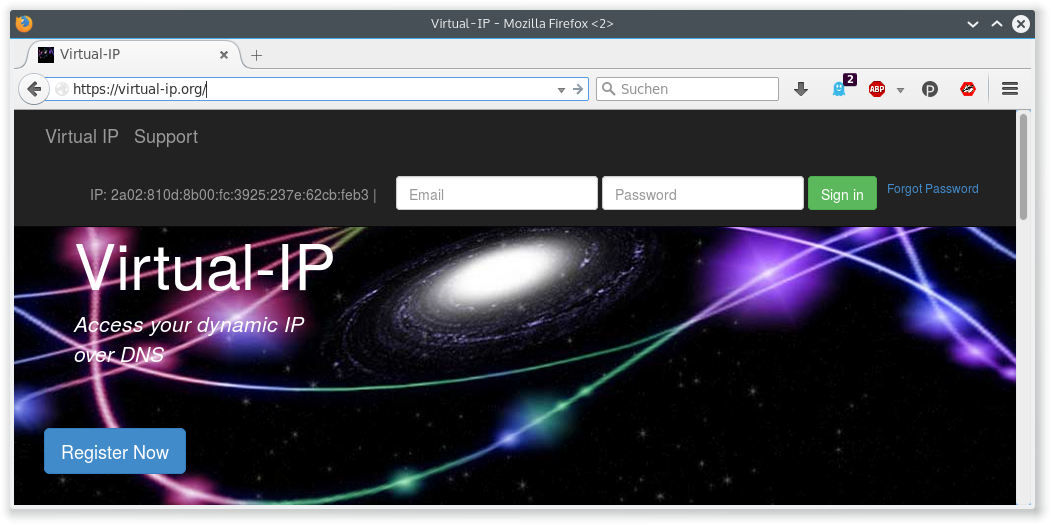 Virtual-IP - Mozilla Firefox <2>
Virtual-IP
https://virtual-ip.org/
Suchen
2
ABP
Virtual IP Support
IP: 2a02:810d:8b00:fc:3925:237e:62cb:feb3 |
Email
Password
Sign in
Forgot Password
Virtual-IP
Access your dynamic IP
over DNS
Register Now